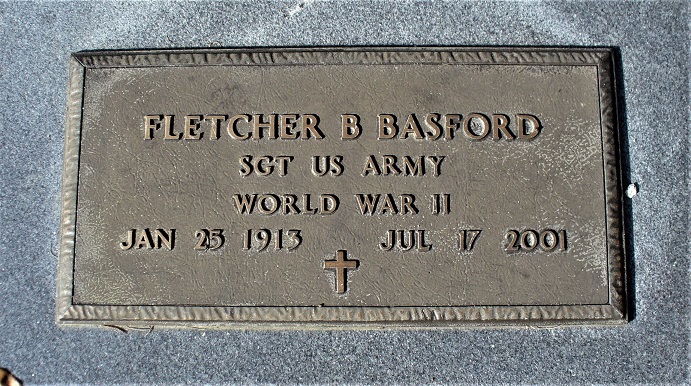 FLETCHER B BASFORD
SGT US ARMY
WORLD WAR II
JAN 25 1913 JUL 17 2001